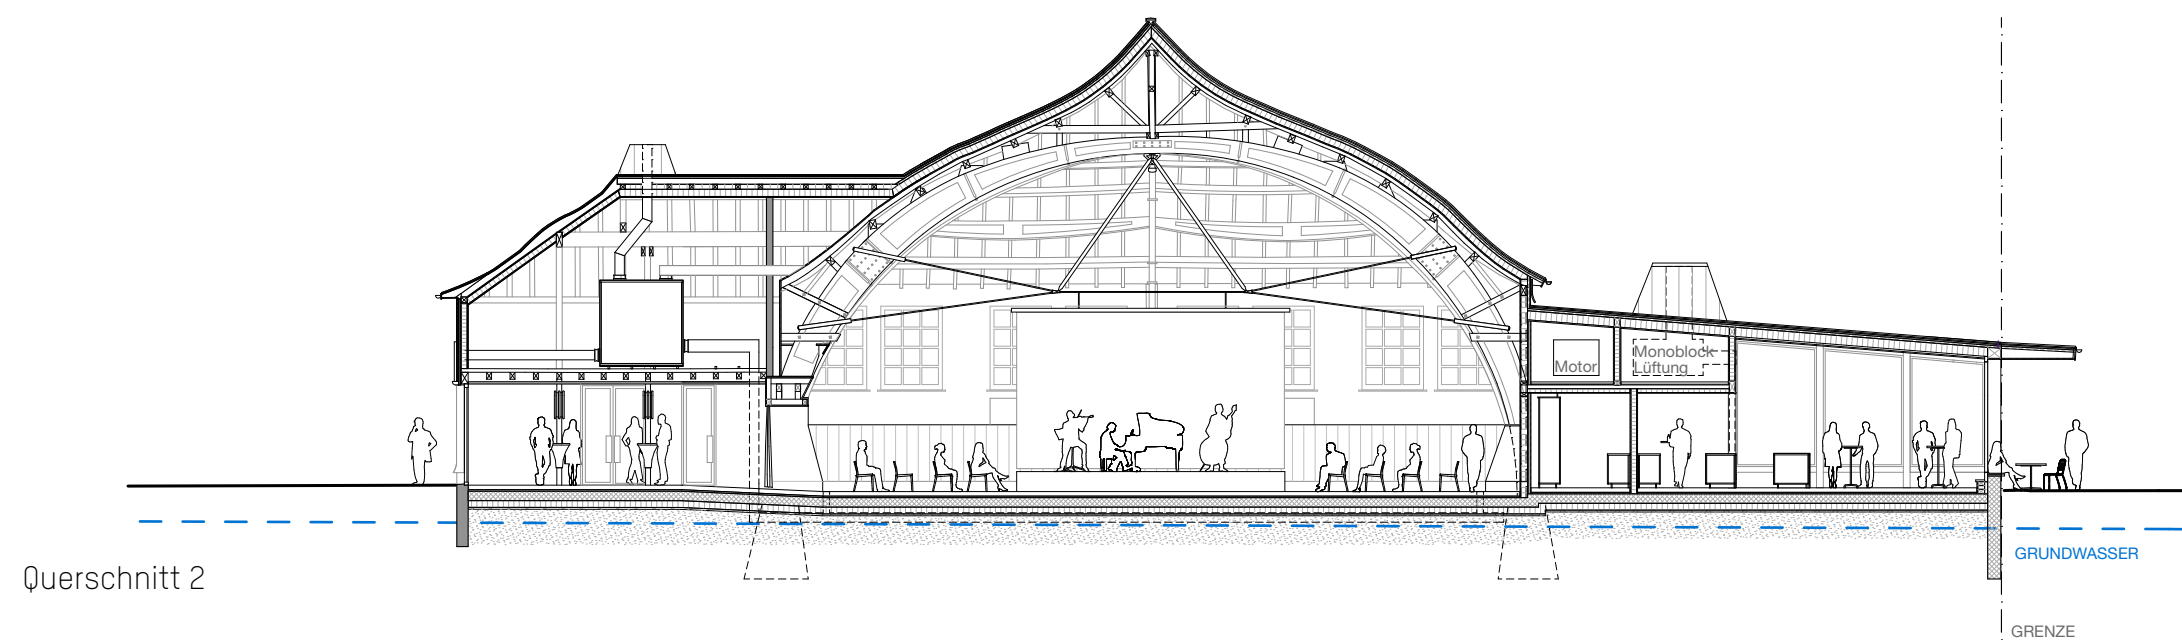 Motor
Monoblock
Lüftung
GRUNDWASSER
Querschnitt 2
GRENZE